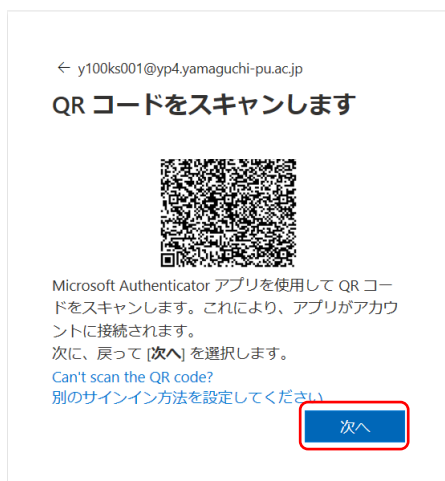 ← y100ks001@yp4.yamaguchi-pu.ac.jp
QR コードをスキャンします
Microsoft Authenticator アプリを使用して QR コー
ドをスキャンします。これにより、アプリがアカウ
ントに接続されます。
次に、戻って [次へ] を選択します。
Can't scan the QR code?
別のサインイン方法を設定してください
次へ